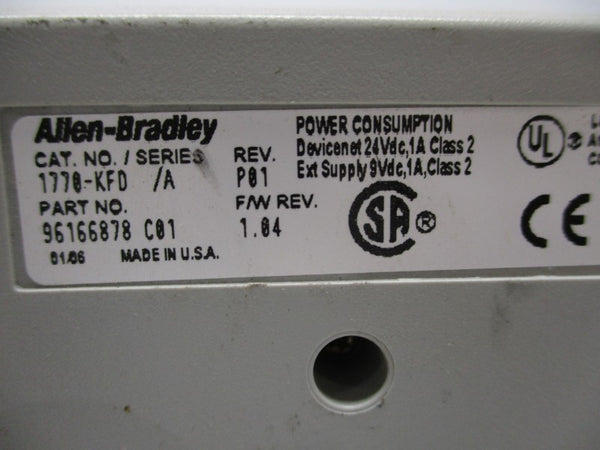 Allen-Bradley
CAT. NO. / SERIES REV.
1770-KFD /A P01
PART NO. F/W REV.
96166878 C01 1.04
01/06 MADE IN U.S.A.
POWER CONSUMPTION
Devicenet 24Vdc, 1A Class 2
Ext Supply 9Vdc, 1A, Class 2
SA ®
UL
CE